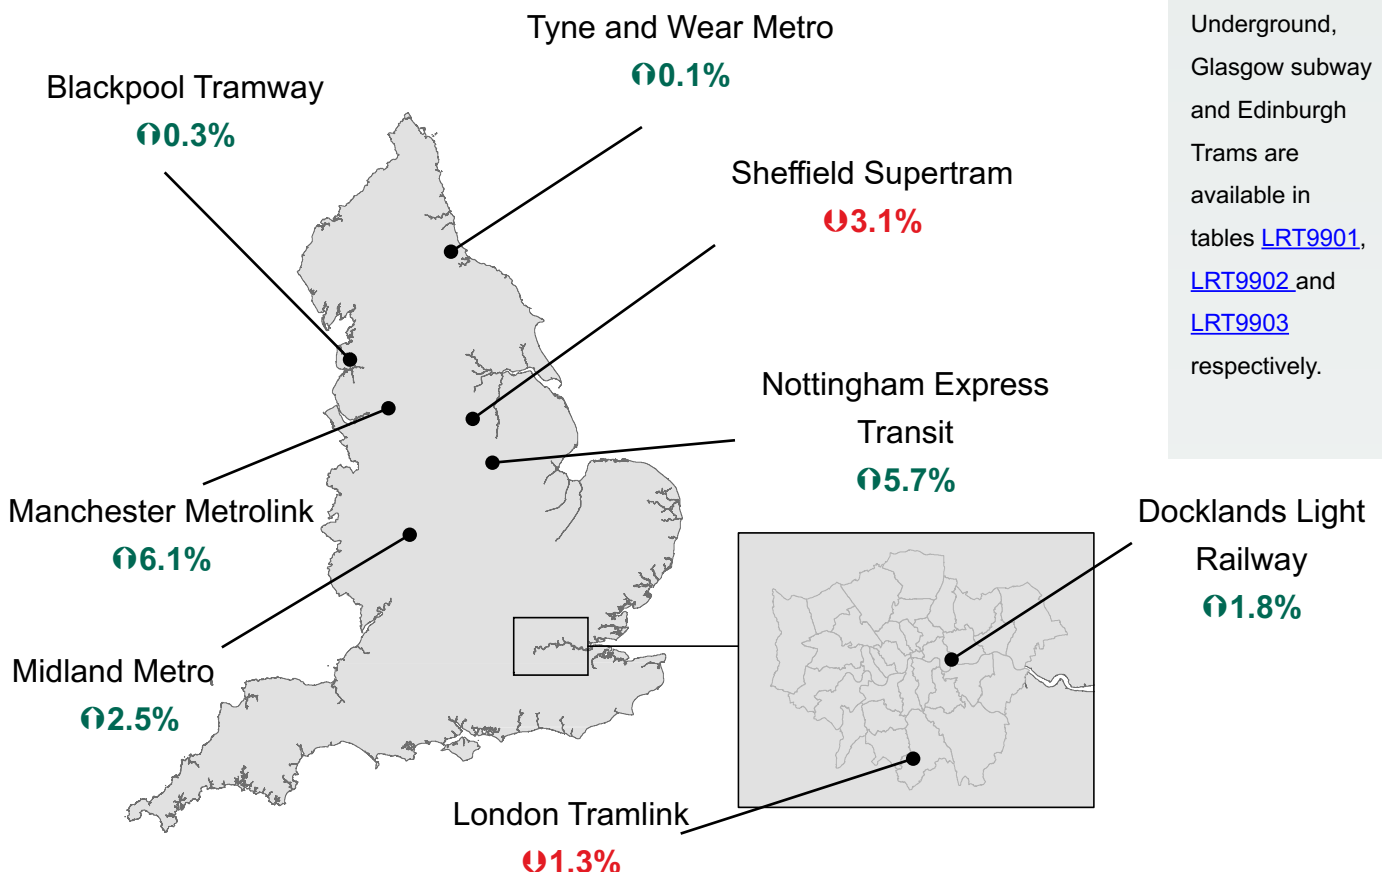 Tyne and Wear Metro
0.1%
Blackpool Tramway
0.3%
Sheffield Supertram
3.1%
Nottingham Express
Transit
5.7%
Manchester Metrolink
6.1%
Docklands Light
Railway
1.8%
Midland Metro
2.5%
London Tramlink
1.3%
Underground,
Glasgow subway
and Edinburgh
Trams are
available in
tables LRT9901,
LRT9902 and
LRT9903
respectively.